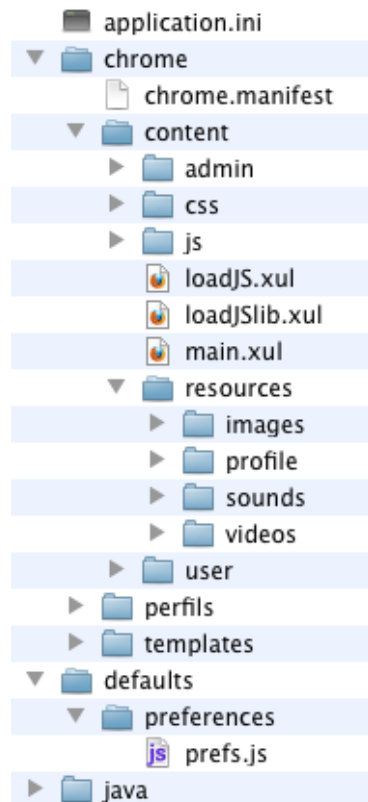 application.ini
chrome
chrome.manifest
content
admin
css
js
loadJS.xul
loadJSlib.xul
main.xul
resources
images
profile
sounds
videos
user
perfils
templates
defaults
preferences
js prefs.js
java